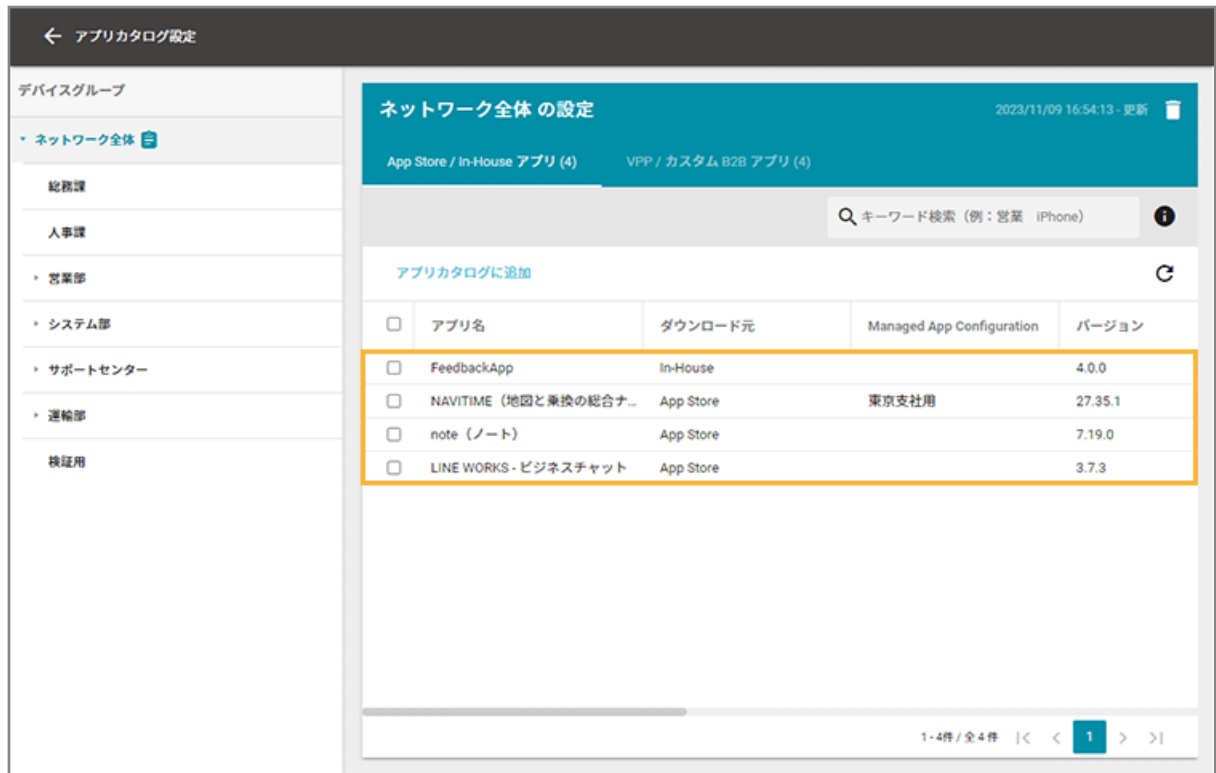 アプリカタログ設定
デバイスグループ
ネットワーク全体
総務課
人事課
営業部
システム部
サポートセンター
運輸部
検証用
ネットワーク全体 の設定
2023/11/09 16:54:13 - 更新
App Store / In-House アプリ (4) VPP / カスタム B2B アプリ (4)
キーワード検索（例：営業 iPhone）
アプリカタログに追加
アプリ名 ダウンロード元 Managed App Configuration バージョン
FeedbackApp In-House 4.0.0
NAVITIME（地図と乗換の総合ナ... App Store 東京支社用 27.35.1
note（ノート） App Store 7.19.0
LINE WORKS - ビジネスチャット App Store 3.7.3
1 - 4件 / 全 4 件 |< < 1 > >|